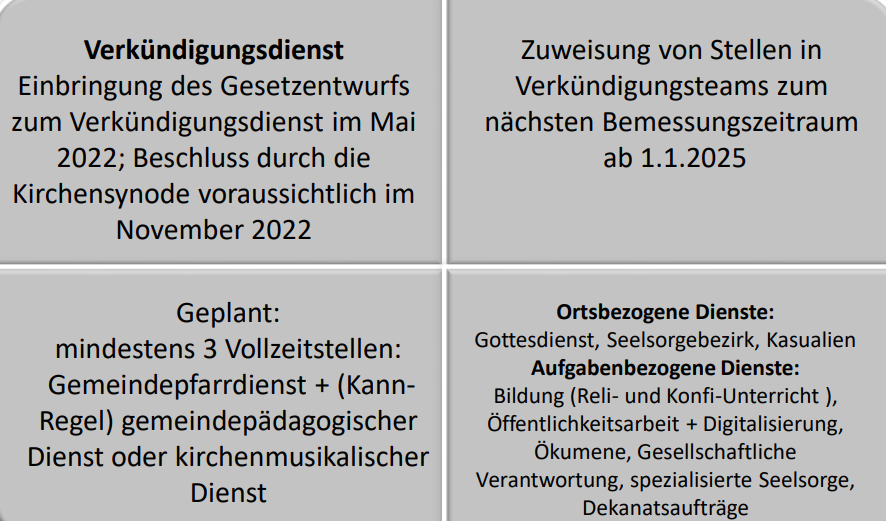 Verkündigungsdienst
Einbringung des Gesetzentwurfs
zum Verkündigungsdienst im Mai
2022; Beschluss durch die
Kirchensynode voraussichtlich im
November 2022
Zuweisung von Stellen in
Verkündigungsteams zum
nächsten Bemessungszeitraum
ab 1.1.2025
Geplant:
mindestens 3 Vollzeitstellen:
Gemeindepfarrdienst + (Kann-
Regel) gemeindepädagogischer
Dienst oder kirchenmusikalischer
Dienst
Ortsbezogene Dienste:
Gottesdienst, Seelsorgebezirk, Kasualien
Aufgabenbezogene Dienste:
Bildung (Reli- und Konfi-Unterricht ),
Öffentlichkeitsarbeit + Digitalisierung,
Ökumene, Gesellschaftliche
Verantwortung, spezialisierte Seelsorge,
Dekanatsaufträge